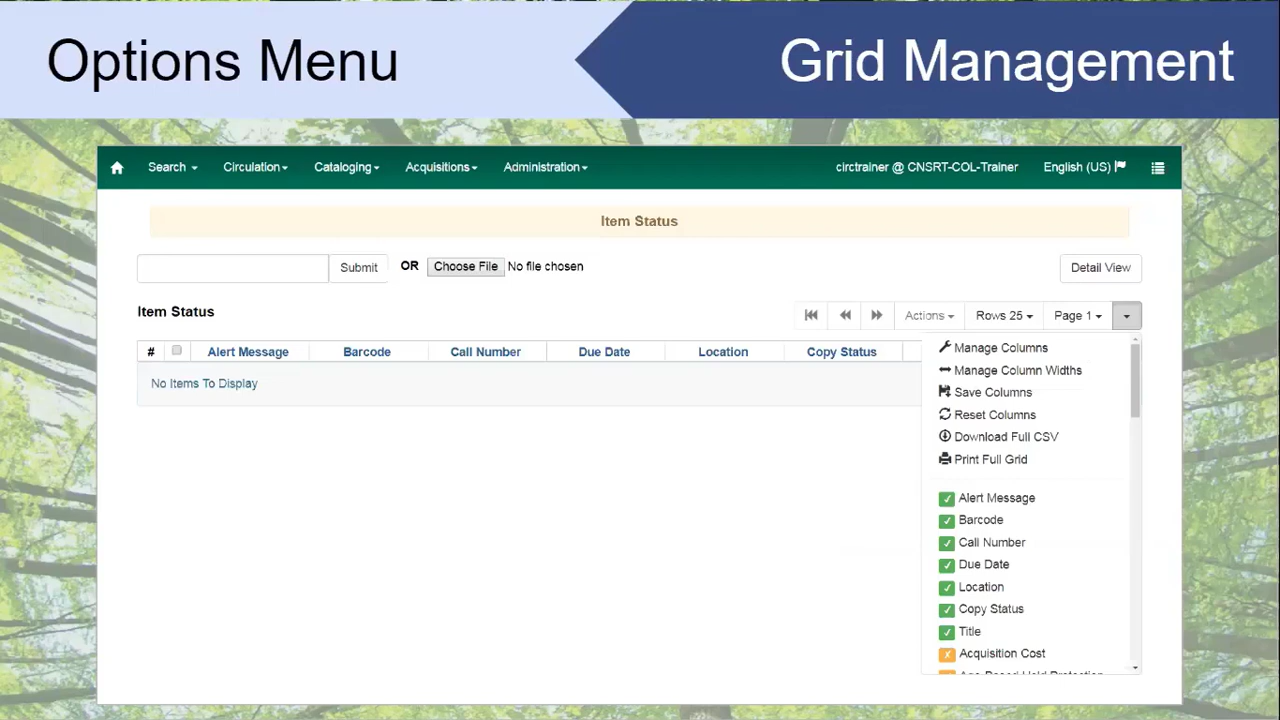 Options Menu
Grid Management
Search Circulation Cataloging Acquisitions Administration circtrainer @ CNSRT-COL-Trainer English (US)
Item Status
Submit OR Choose File No file chosen Detail View
Item Status Actions Rows 25 Page 1
# Alert Message Barcode Call Number Due Date Location Copy Status
No Items To Display
Manage Columns
Manage Column Widths
Save Columns
Reset Columns
Download Full CSV
Print Full Grid
Alert Message
Barcode
Call Number
Due Date
Location
Copy Status
Title
Acquisition Cost